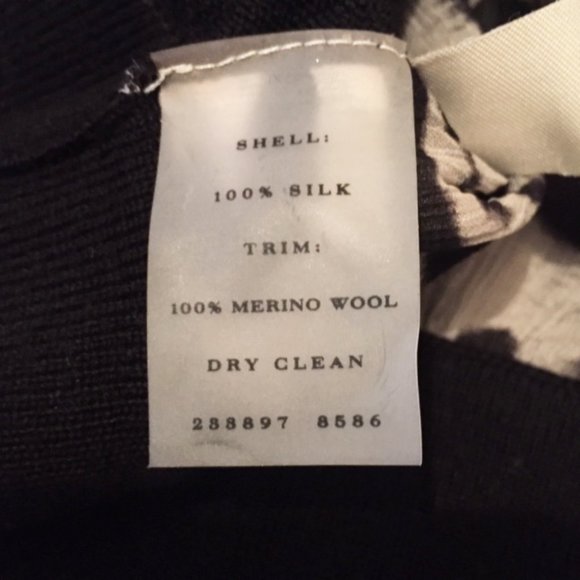 SHELL:
100% SILK
TRIM:
100% MERINO WOOL
DRY CLEAN
288897 8586